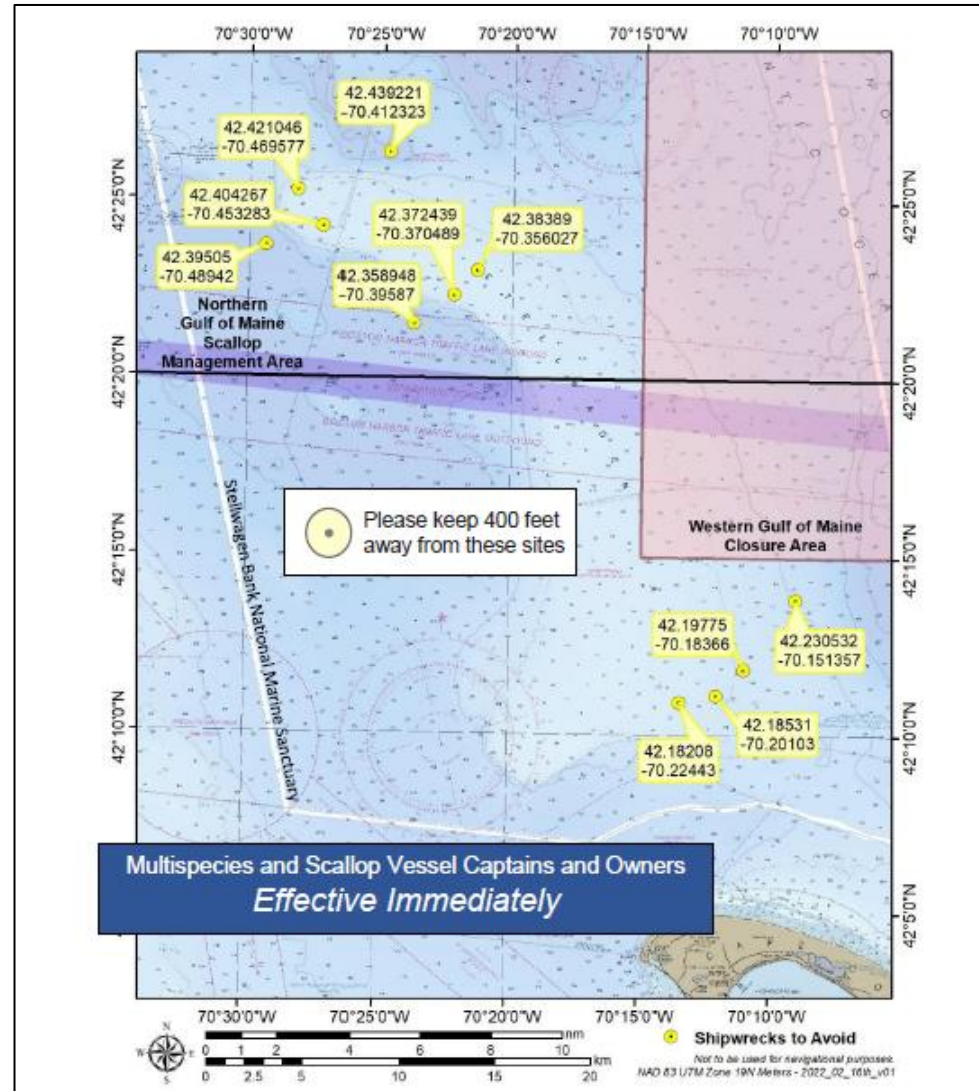 70°30'0"W 70°25'0"W 70°20'0"W 70°15'0"W 70°10'0"W
42.439221
-70.412323
42.421046
-70.469577
42°25'0"N
42°25'0"N
42.404267
-70.453283
42.372439
-70.370489
42.38389
-70.356027
42.39505
-70.48942
42.358948
-70.39587
Northern
Gulf of Maine
Scallop
Management Area
42°20'0"N
42°20'0"N
Please keep 400 feet
away from these sites
Western Gulf of Maine
Closure Area
42°15'0"N
42°15'0"N
Stellwagen Bank National Marine Sanctuary
42.19775
-70.18366
42.230532
-70.151357
42°10'0"N
42°10'0"N
42.18208
-70.22443
42.18531
-70.20103
Multispecies and Scallop Vessel Captains and Owners
Effective Immediately
42°5'0"N
70°30'0"W 70°25'0"W 70°20'0"W 70°15'0"W 70°10'0"W
N
W E
S
nm
0 1 2 4 6 8 10
km
0 2.5 5 10 15 20
Shipwrecks to Avoid
Not to be used for navigational purposes.
NAD 83 UTM Zone 19N Meters - 2022_02_16th_v01